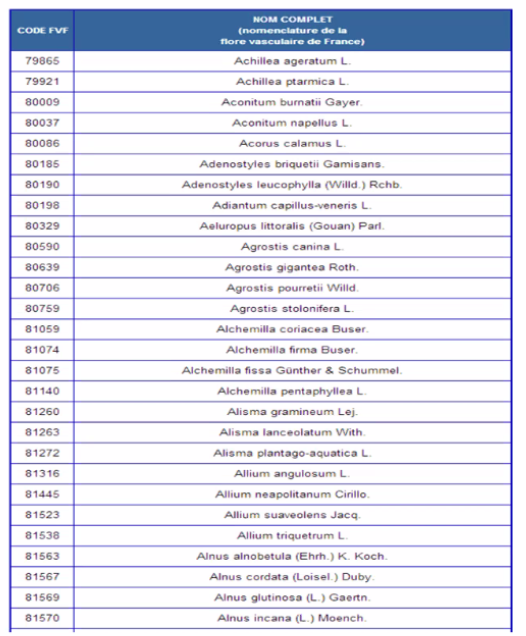 CODE FVF
NOM COMPLET
(nomenclature de la
flore vasculaire de France)
79865 Achillea ageratum L.
79921 Achillea ptarmica L.
80009 Aconitum burnatii Gayer.
80037 Aconitum napellus L.
80086 Acorus calamus L.
80185 Adenostyles briquetii Gamisans.
80190 Adenostyles leucophylla (Willd.) Rchb.
80198 Adiantum capillus-veneris L.
80329 Aeluropus littoralis (Gouan) Parl.
80590 Agrostis canina L.
80639 Agrostis gigantea Roth.
80706 Agrostis pourretii Willd.
80759 Agrostis stolonifera L.
81059 Alchemilla coriacea Buser.
81074 Alchemilla firma Buser.
81075 Alchemilla fissa Günther & Schummel.
81140 Alchemilla pentaphyllea L.
81260 Alisma gramineum Lej.
81263 Alisma lanceolatum With.
81272 Alisma plantago-aquatica L.
81316 Allium angulosum L.
81445 Allium neapolitanum Cirillo.
81523 Allium suaveolens Jacq.
81538 Allium triquetrum L.
81563 Alnus alnobetula (Ehrh.) K. Koch.
81567 Alnus cordata (Loisel.) Duby.
81569 Alnus glutinosa (L.) Gaertn.
81570 Alnus incana (L.) Moench.